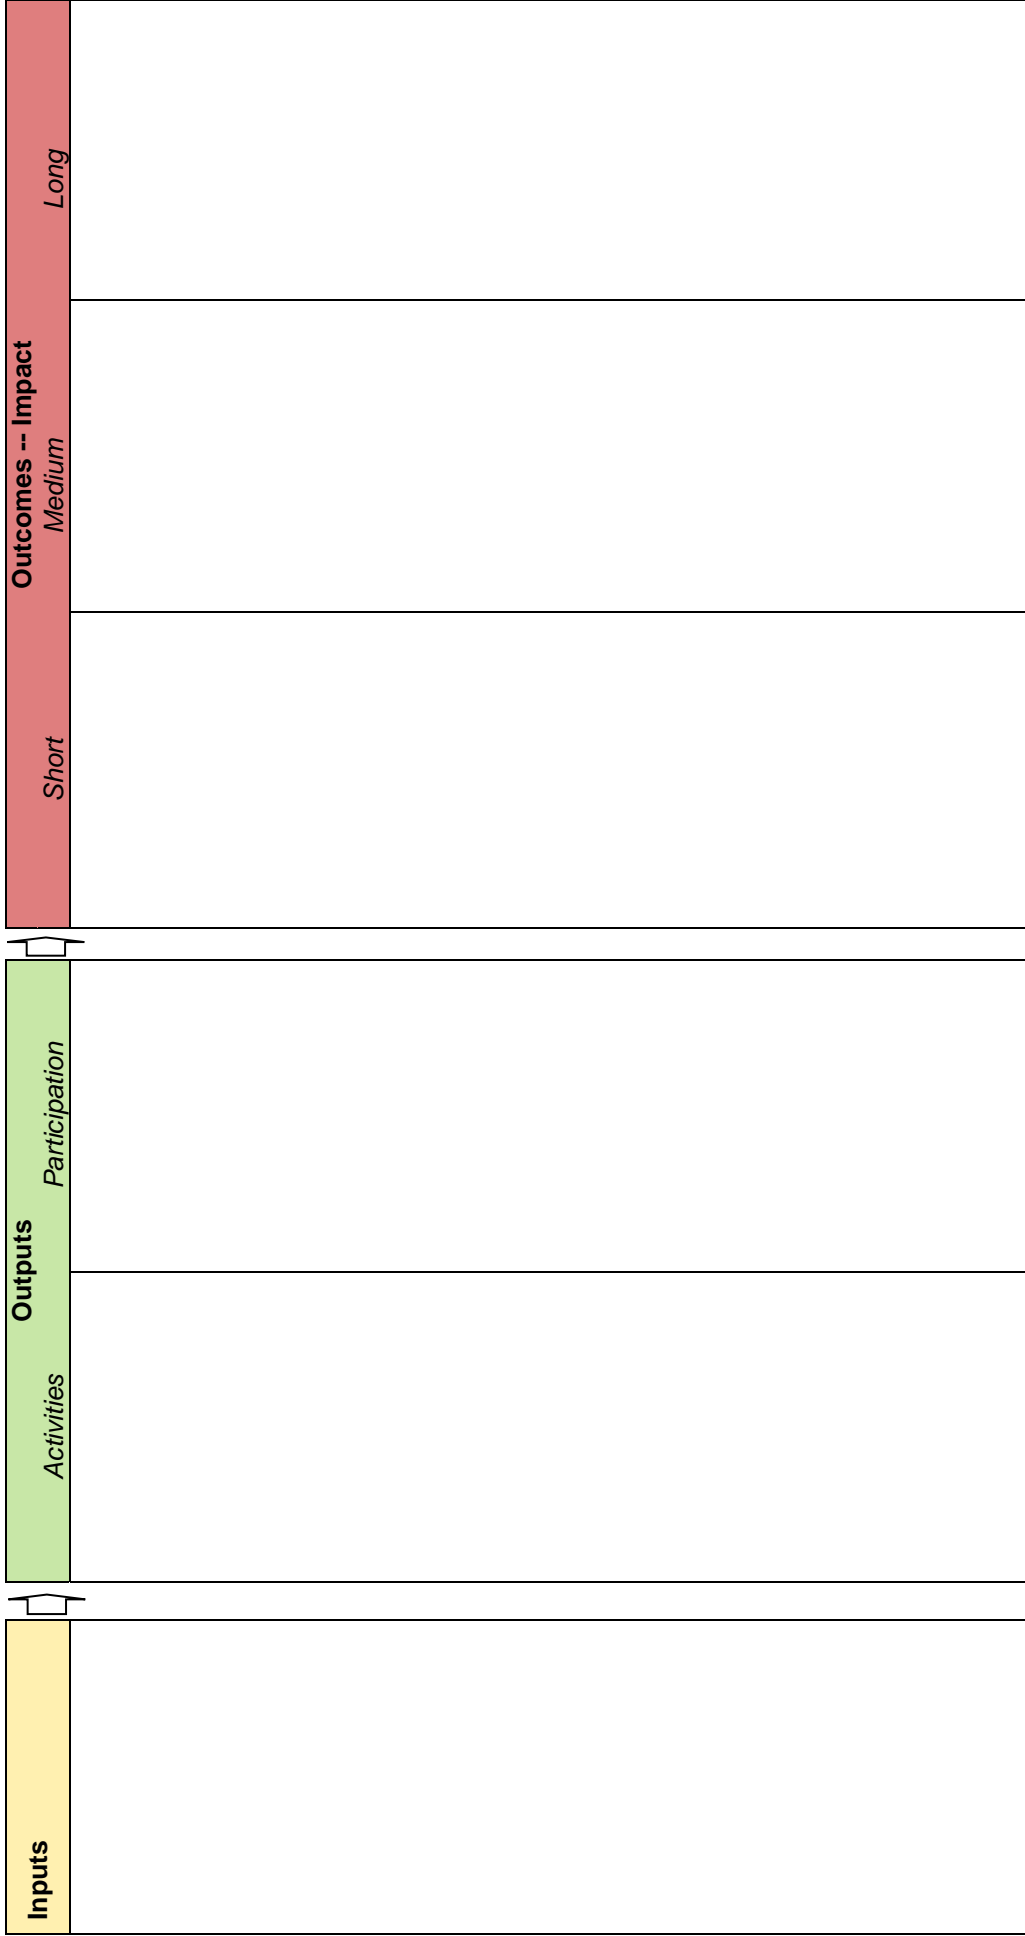 Inputs
Outputs
Activities
Participation
Outcomes -- Impact
Short
Medium
Long